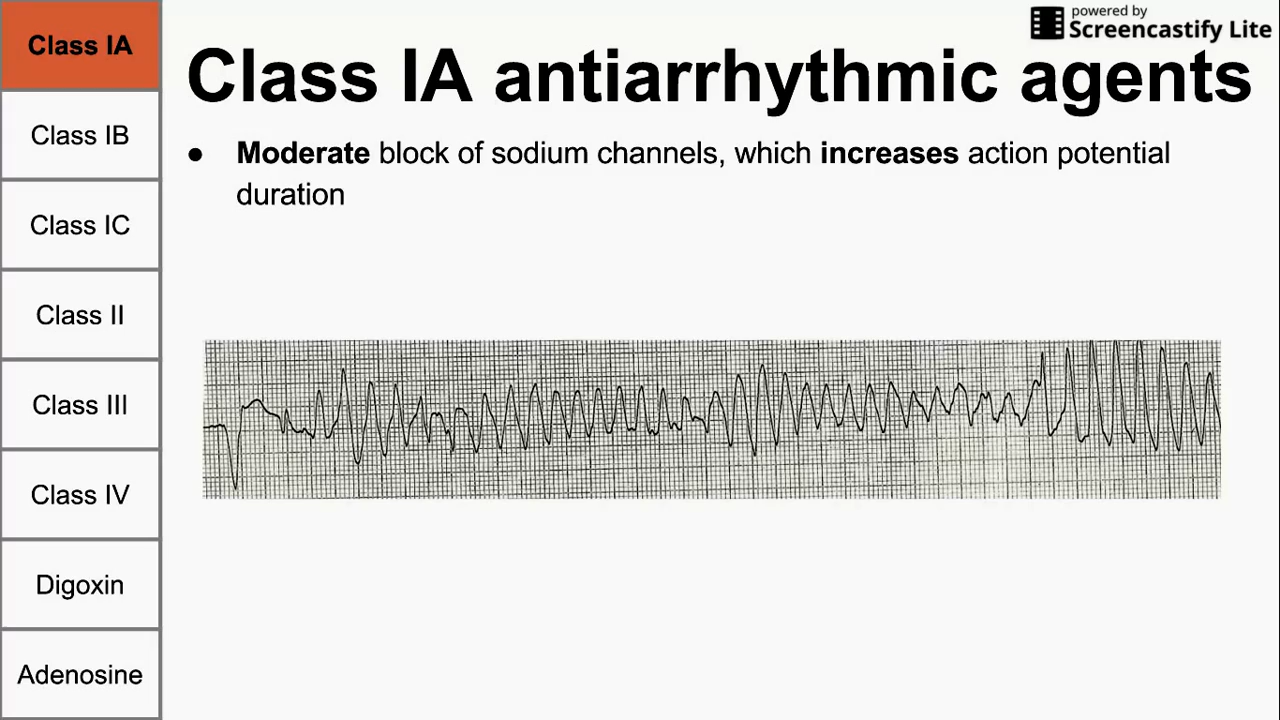 powered by
Screencastify Lite
Class IA
Class IB
Class IC
Class II
Class III
Class IV
Digoxin
Adenosine
Class IA antiarrhythmic agents
● Moderate block of sodium channels, which increases action potential
duration